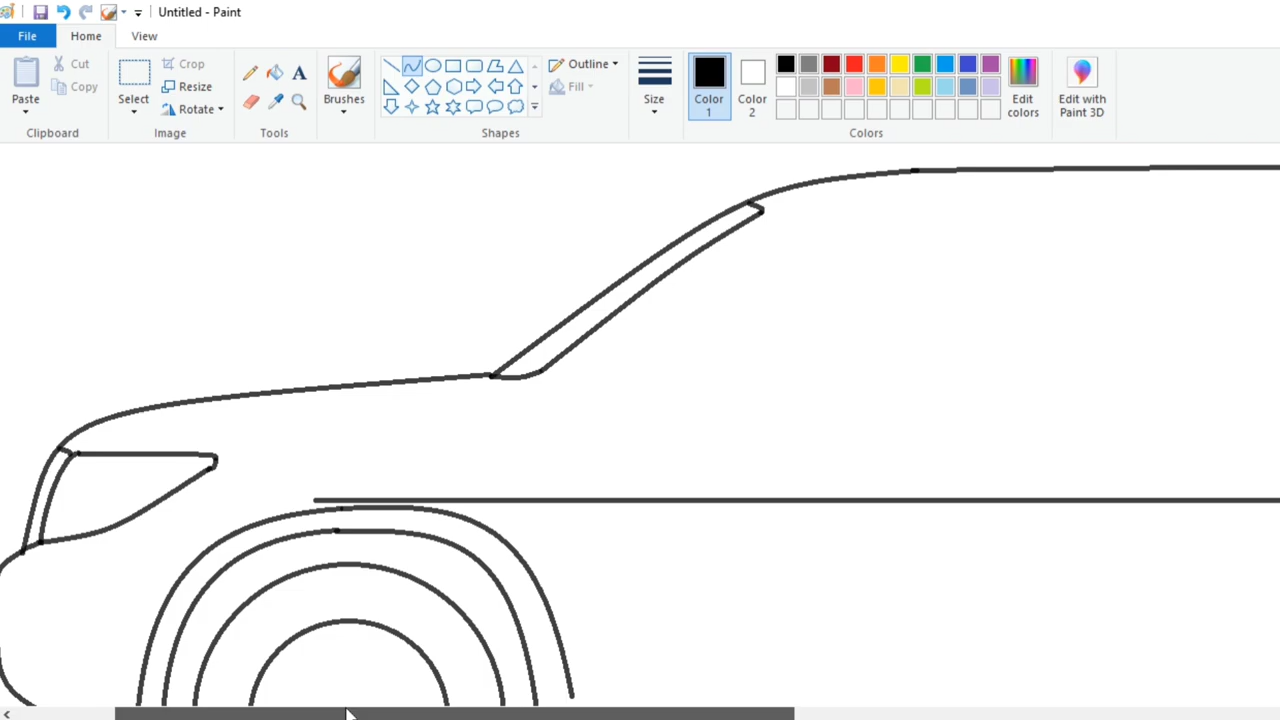 Untitled - Paint
File Home View
Paste
Cut
Copy
Clipboard
Select
Crop
Resize
Rotate
Image
A
Tools
Brushes
Outline
Fill
Shapes
Size
Color 1
Color 2
Edit colors
Colors
Edit with Paint 3D